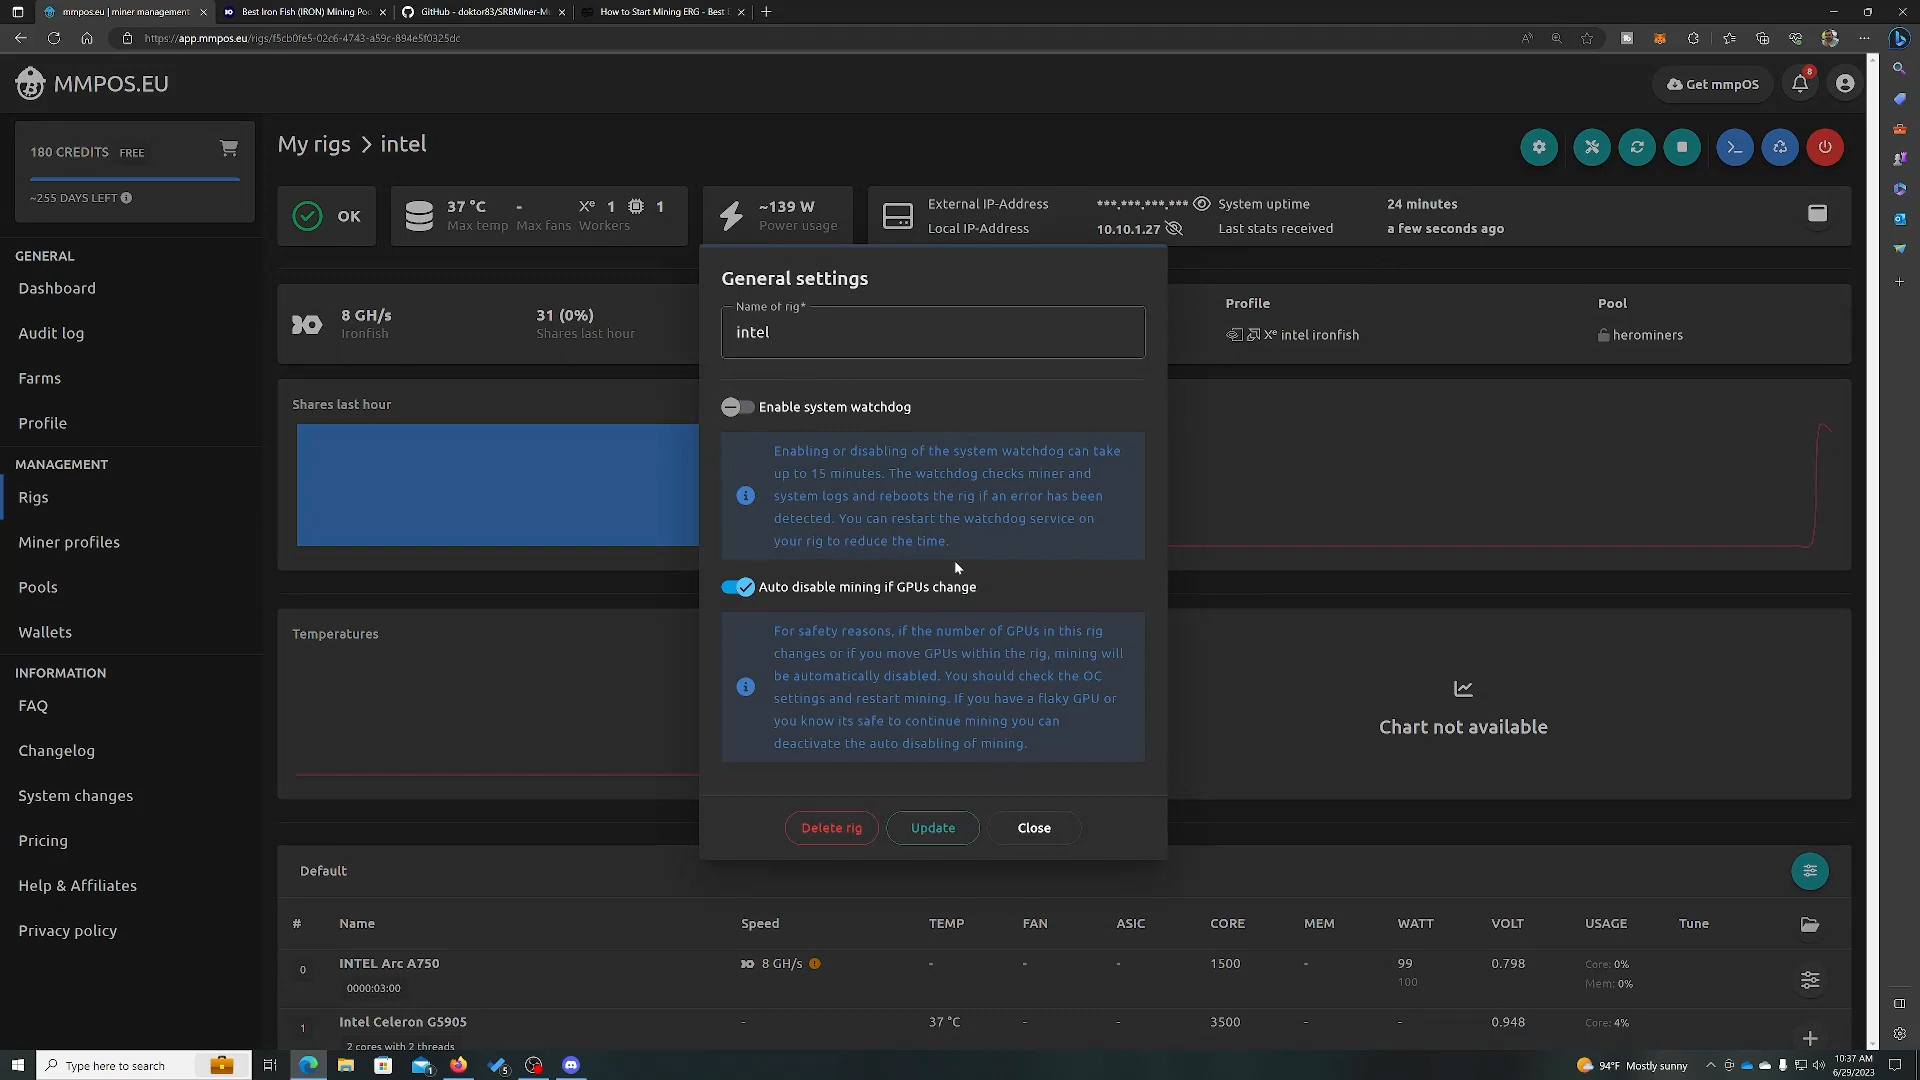 mmpos.eu | miner management
Best Iron Fish (IRON) Mining Poo
GitHub - doktor83/SRBMiner-Mu
How to Start Mining ERG - Best E
https://app.mmpos.eu/rigs/f5cb0fe5-02c6-4743-a59c-894e5f0325dc
MMPOS.EU
Get mmpOS
8
180 CREDITS FREE
~255 DAYS LEFT
GENERAL
Dashboard
Audit log
Farms
Profile
MANAGEMENT
Rigs
Miner profiles
Pools
Wallets
INFORMATION
FAQ
Changelog
System changes
Pricing
Help & Affiliates
Privacy policy
My rigs > intel
OK
37 °C - Xe 1 1
Max temp Max fans Workers
~139 W
Power usage
External IP-Address ***.***.***.*** System uptime 24 minutes
Local IP-Address 10.10.1.27 Last stats received a few seconds ago
8 GH/s
Ironfish
31 (0%)
Shares last hour
Profile
Xe intel ironfish
Pool
herominers
Shares last hour
Temperatures
Chart not available
General settings
Name of rig*
intel
Enable system watchdog
Enabling or disabling of the system watchdog can take
up to 15 minutes. The watchdog checks miner and
system logs and reboots the rig if an error has been
detected. You can restart the watchdog service on
your rig to reduce the time.
Auto disable mining if GPUs change
For safety reasons, if the number of GPUs in this rig
changes or if you move GPUs within the rig, mining will
be automatically disabled. You should check the OC
settings and restart mining. If you have a flaky GPU or
you know its safe to continue mining you can
deactivate the auto disabling of mining.
Delete rig Update Close
Default
# Name Speed TEMP FAN ASIC CORE MEM WATT VOLT USAGE Tune
0 INTEL Arc A750 8 GH/s - - - 1500 - 99 0.798 Core: 0%
0000:03:00 100 Mem: 0%
1 Intel Celeron G5905 - 37 °C - - 3500 - - 0.948 Core: 4%
2 cores with 2 threads
Type here to search
1
5
94°F Mostly sunny
10:37 AM
6/29/2023